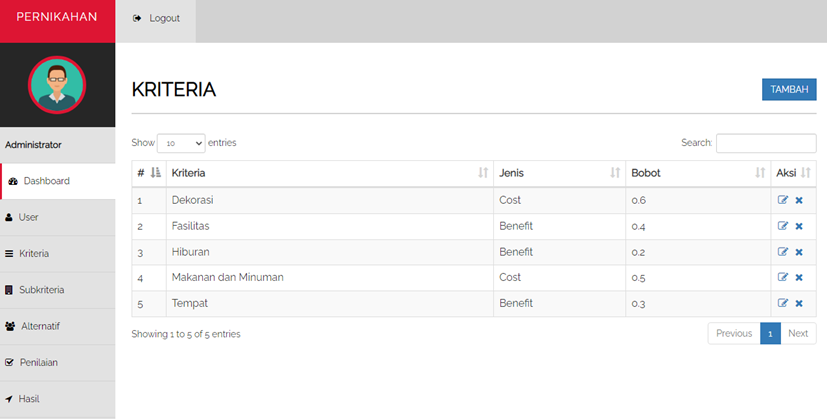 PERNIKAHAN
Logout
Administrator
Dashboard
User
Kriteria
Subkriteria
Alternatif
Penilaian
Hasil
KRITERIA
TAMBAH
Show 10 entries
Search:
# Kriteria Jenis Bobot Aksi
1 Dekorasi Cost 0.6
2 Fasilitas Benefit 0.4
3 Hiburan Benefit 0.2
4 Makanan dan Minuman Cost 0.5
5 Tempat Benefit 0.3
Showing 1 to 5 of 5 entries
Previous 1 Next